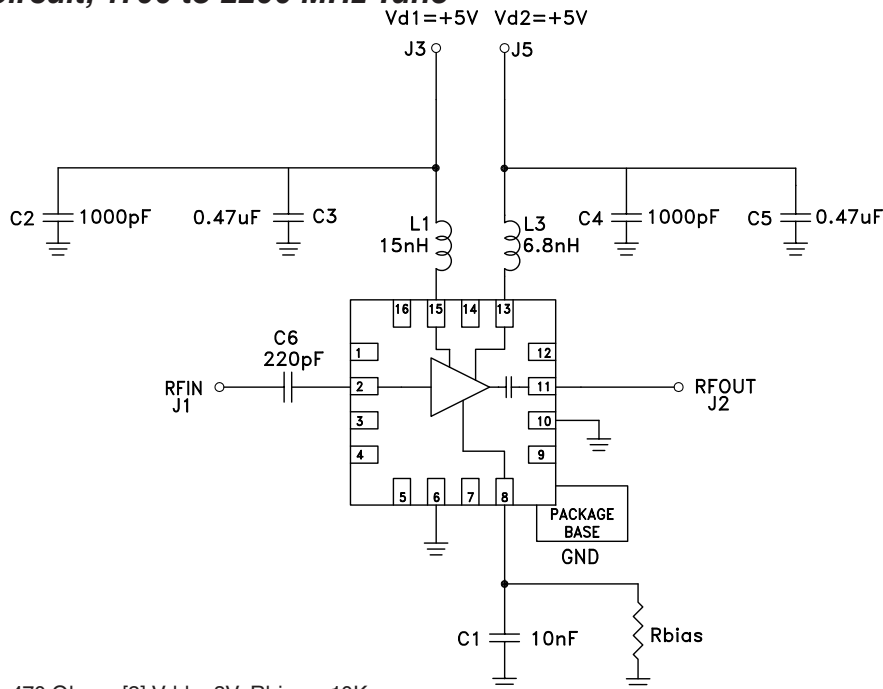 Vd1=+5V Vd2=+5V
J3 J5
C2 1000pF
0.47uF C3
L1
15nH
L3
6.8nH
C4 1000pF
C5 0.47uF
16 15 14 13
C6
220pF
1
2
3
4
12
11
10
9
RFIN
J1
RFOUT
J2
5 6 7 8
PACKAGE
BASE
GND
C1 10nF
Rbias